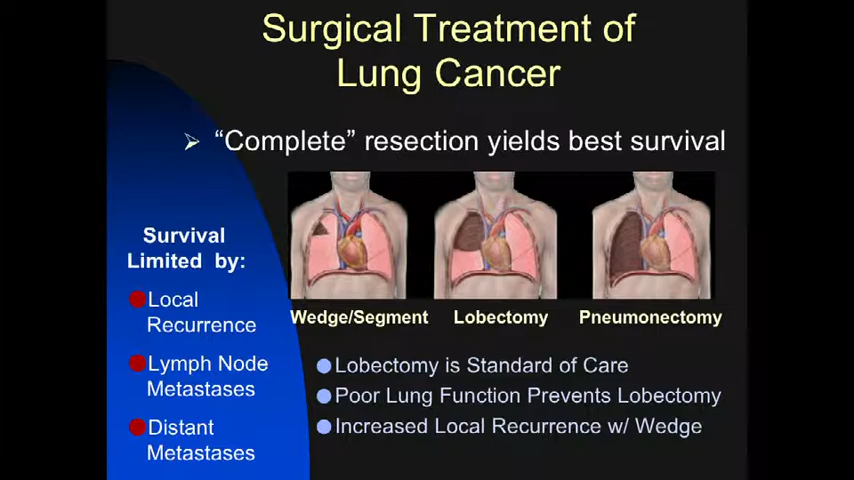 Surgical Treatment of
Lung Cancer
“Complete” resection yields best survival
Survival
Limited by:
Local
Recurrence
Lymph Node
Metastases
Distant
Metastases
Wedge/Segment
Lobectomy
Pneumonectomy
Lobectomy is Standard of Care
Poor Lung Function Prevents Lobectomy
Increased Local Recurrence w/ Wedge